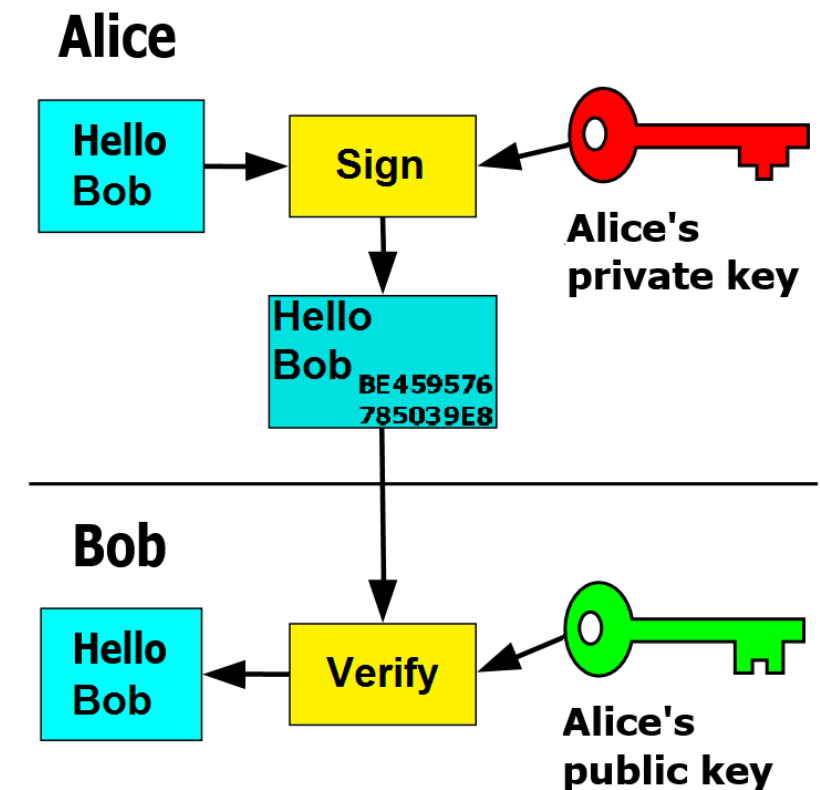 Alice
Hello
Bob
Sign
Alice's
private key
Hello
Bob
BE459576
785039E8
Bob
Hello
Bob
Verify
Alice's
public key